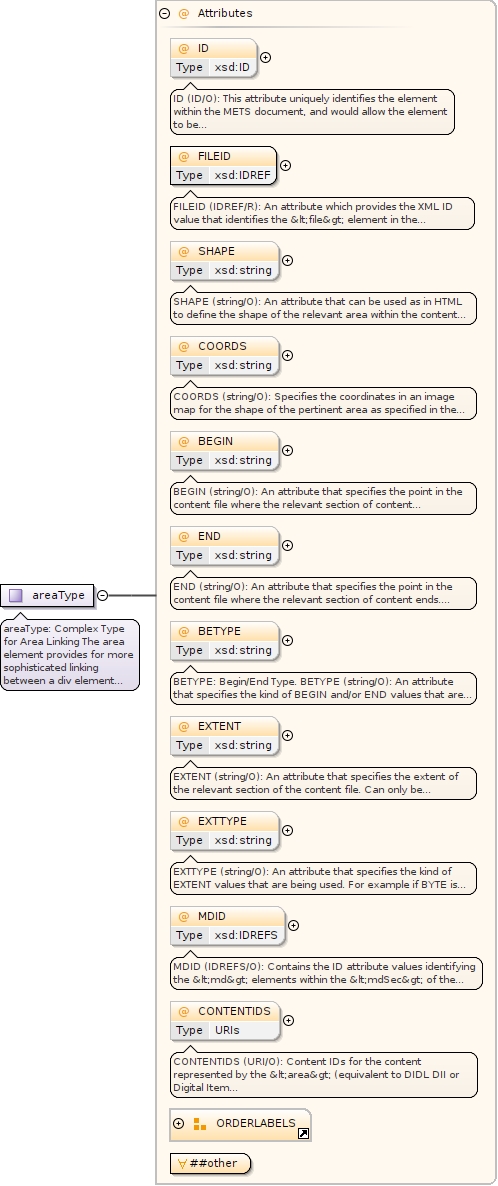 Attributes
@ ID
Type xsd:ID
ID (ID/O): This attribute uniquely identifies the element
within the METS document, and would allow the element
to be...
@ FILEID
Type xsd:IDREF
FILEID (IDREF/R): An attribute which provides the XML ID
value that identifies the &lt;file&gt; element in the...
@ SHAPE
Type xsd:string
SHAPE (string/O): An attribute that can be used as in HTML
to define the shape of the relevant area within the content...
@ COORDS
Type xsd:string
COORDS (string/O): Specifies the coordinates in an image
map for the shape of the pertinent area as specified in the...
@ BEGIN
Type xsd:string
BEGIN (string/O): An attribute that specifies the point in the
content file where the relevant section of content...
@ END
Type xsd:string
END (string/O): An attribute that specifies the point in the
content file where the relevant section of content ends....
areaType
areaType: Complex Type
for Area Linking The area
element provides for more
sophisticated linking
between a div element...
@ BETYPE
Type xsd:string
BETYPE: Begin/End Type. BETYPE (string/O): An attribute
that specifies the kind of BEGIN and/or END values that are...
@ EXTENT
Type xsd:string
EXTENT (string/O): An attribute that specifies the extent of
the relevant section of the content file. Can only be...
@ EXTTYPE
Type xsd:string
EXTTYPE (string/O): An attribute that specifies the kind of
EXTENT values that are being used. For example if BYTE is...
@ MDID
Type xsd:IDREFS
MDID (IDREFS/O): Contains the ID attribute values identifying
the &lt;md&gt; elements within the &lt;mdSec&gt; of the...
@ CONTENTIDS
Type URIs
CONTENTIDS (URI/O): Content IDs for the content
represented by the &lt;area&gt; (equivalent to DIDL DII or
Digital Item...
ORDERLABELS
∀ ##other